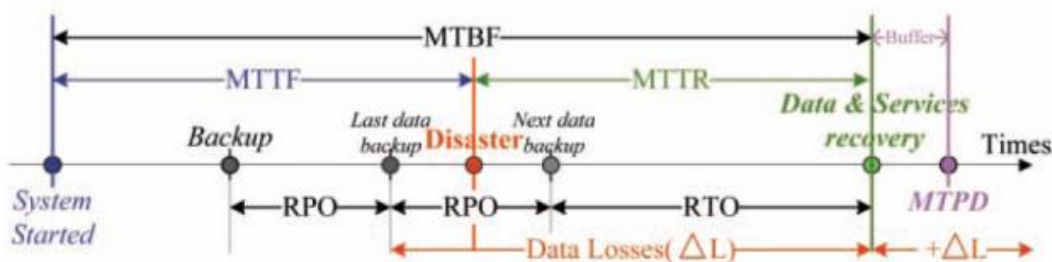 MTBF
Buffer
MTTF
MTTR
Data & Services
recovery
Backup
Last data
backup
Disaster
Next data
backup
Times
System
Started
RPO
RPO
RTO
MTPD
Data Losses( △L)
+△L